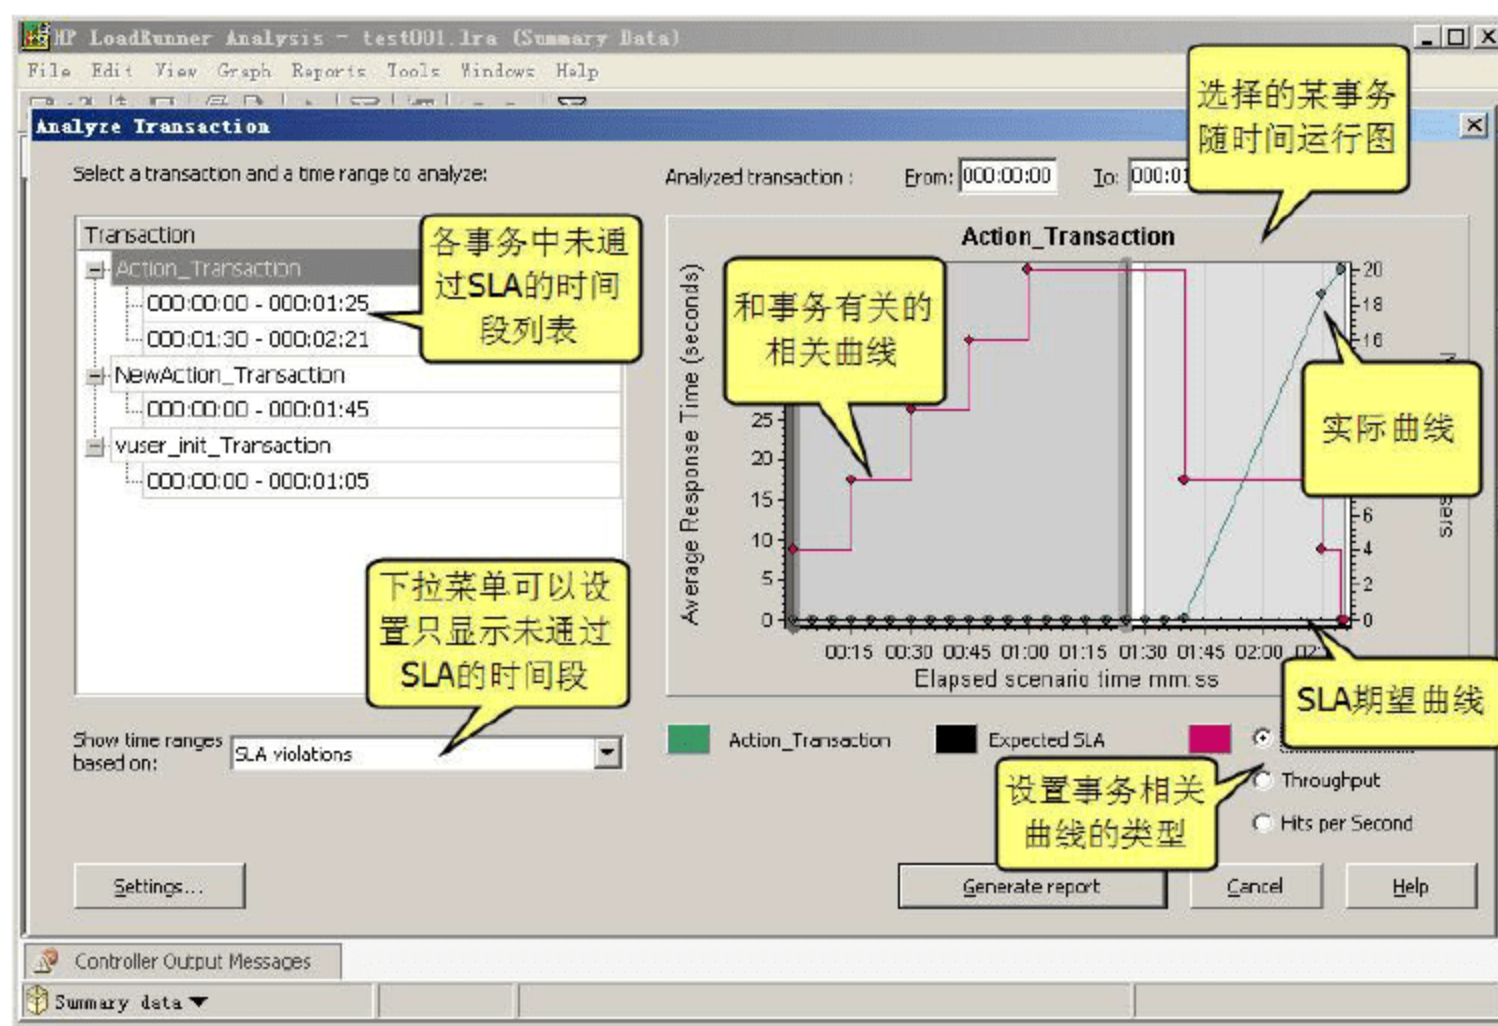 HP LoadRunner Analysis - test001.lra (Summary Data)
File Edit View Graph Reports Tools Windows Help
Analyze Transaction
选择的某事务
随时间运行图
Select a transaction and a time range to analyze:
Analyzed transaction :
From: 000:00:00
To: 000:01
Transaction
Action_Transaction
000:00:00 - 000:01:25
000:01:30 - 000:02:21
NewAction_Transaction
000:00:00 - 000:01:45
vuser_init_Transaction
000:00:00 - 000:01:05
各事务中未通
过SLA的时间
段列表
下拉菜单可以设
置只显示未通过
SLA的时间段
Show time ranges
based on:
SLA violations
Action_Transaction
和事务有关的
相关曲线
实际曲线
Average Response Time (seconds)
25
20
15
10
5
0
20
18
16
6
4
2
0
00:15 00:30 00:45 01:00 01:15 01:30 01:45 02:00
Elapsed scenario time mm:ss
SLA期望曲线
Action_Transaction
Expected SLA
设置事务相关
曲线的类型
Throughput
Hits per Second
Settings...
Generate report
Cancel
Help
Controller Output Messages
Summary data